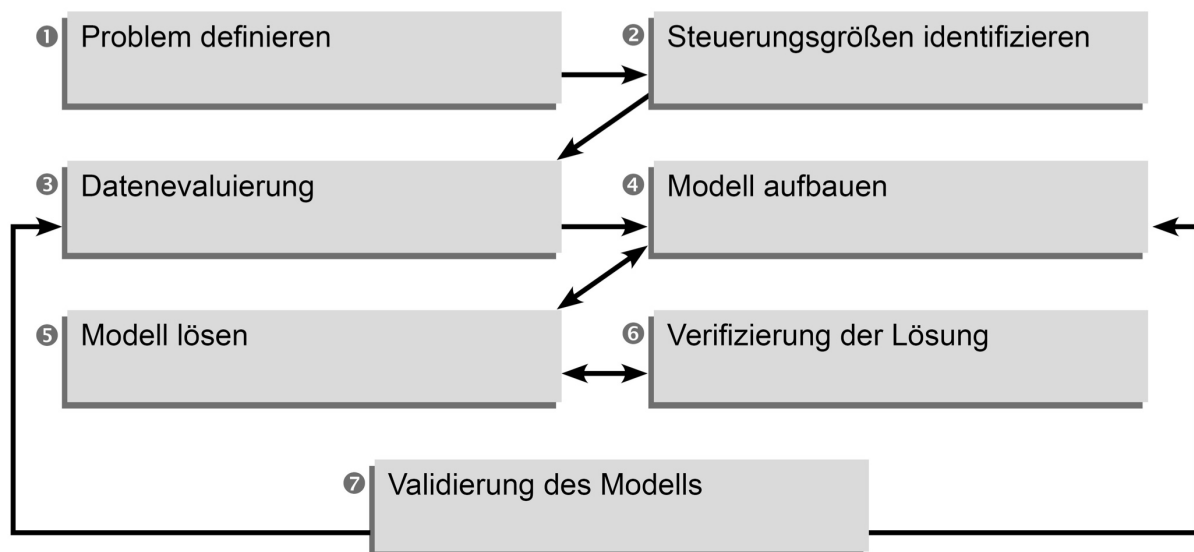 ❶ Problem definieren
❷ Steuerungsgrößen identifizieren
❸ Datenevaluierung
❹ Modell aufbauen
❺ Modell lösen
❻ Verifizierung der Lösung
❼ Validierung des Modells